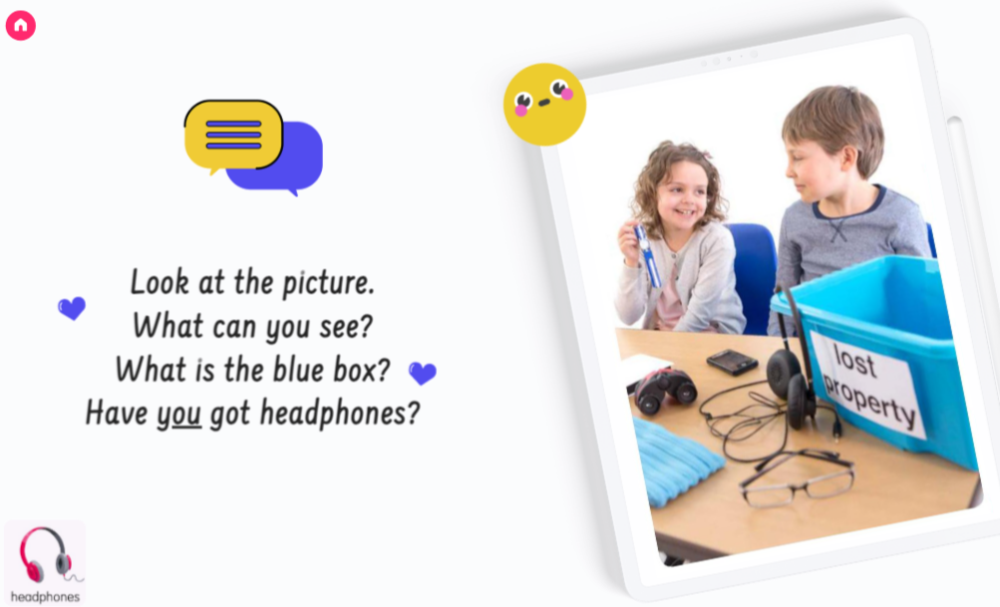 Look at the picture.
What can you see?
What is the blue box?
Have you got headphones?
lost
property
headphones